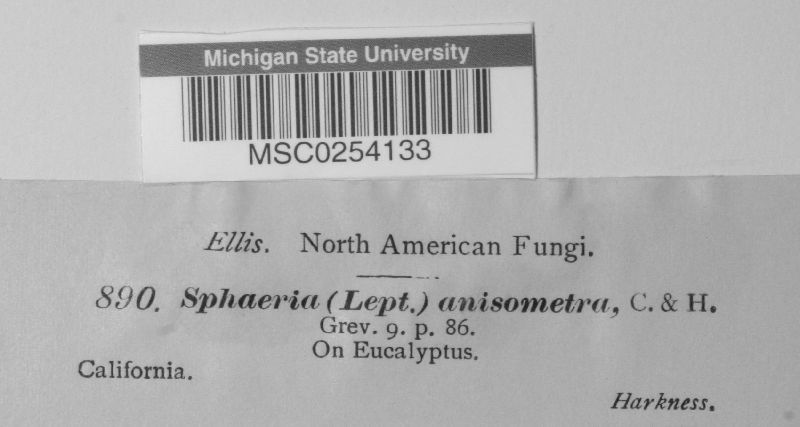 Michigan State University
MSC0254133
Ellis. North American Fungi.
890. Sphaeria (Lept.) anisometra, C. & H.
Grev. 9. p. 86.
On Eucalyptus.
California.
Harkness.